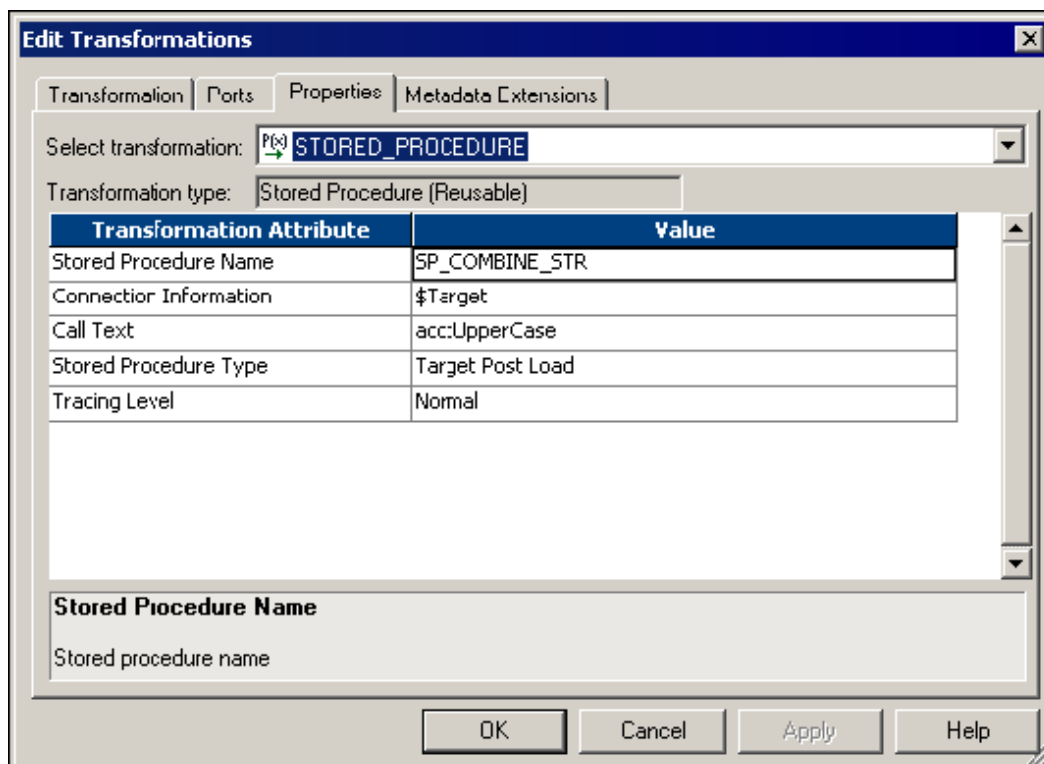 Edit Transformations
Transformation Ports Properties Metadata Extensions
Select transformation: P(x) STORED_PROCEDURE
Transformation type: Stored Procedure (Reusable)
Transformation Attribute Value
Stored Procedure Name SP_COMBINE_STR
Connection Information $Target
Call Text acc:UpperCase
Stored Procedure Type Target Post Load
Tracing Level Normal
Stored Procedure Name
Stored procedure name
OK Cancel Apply Help